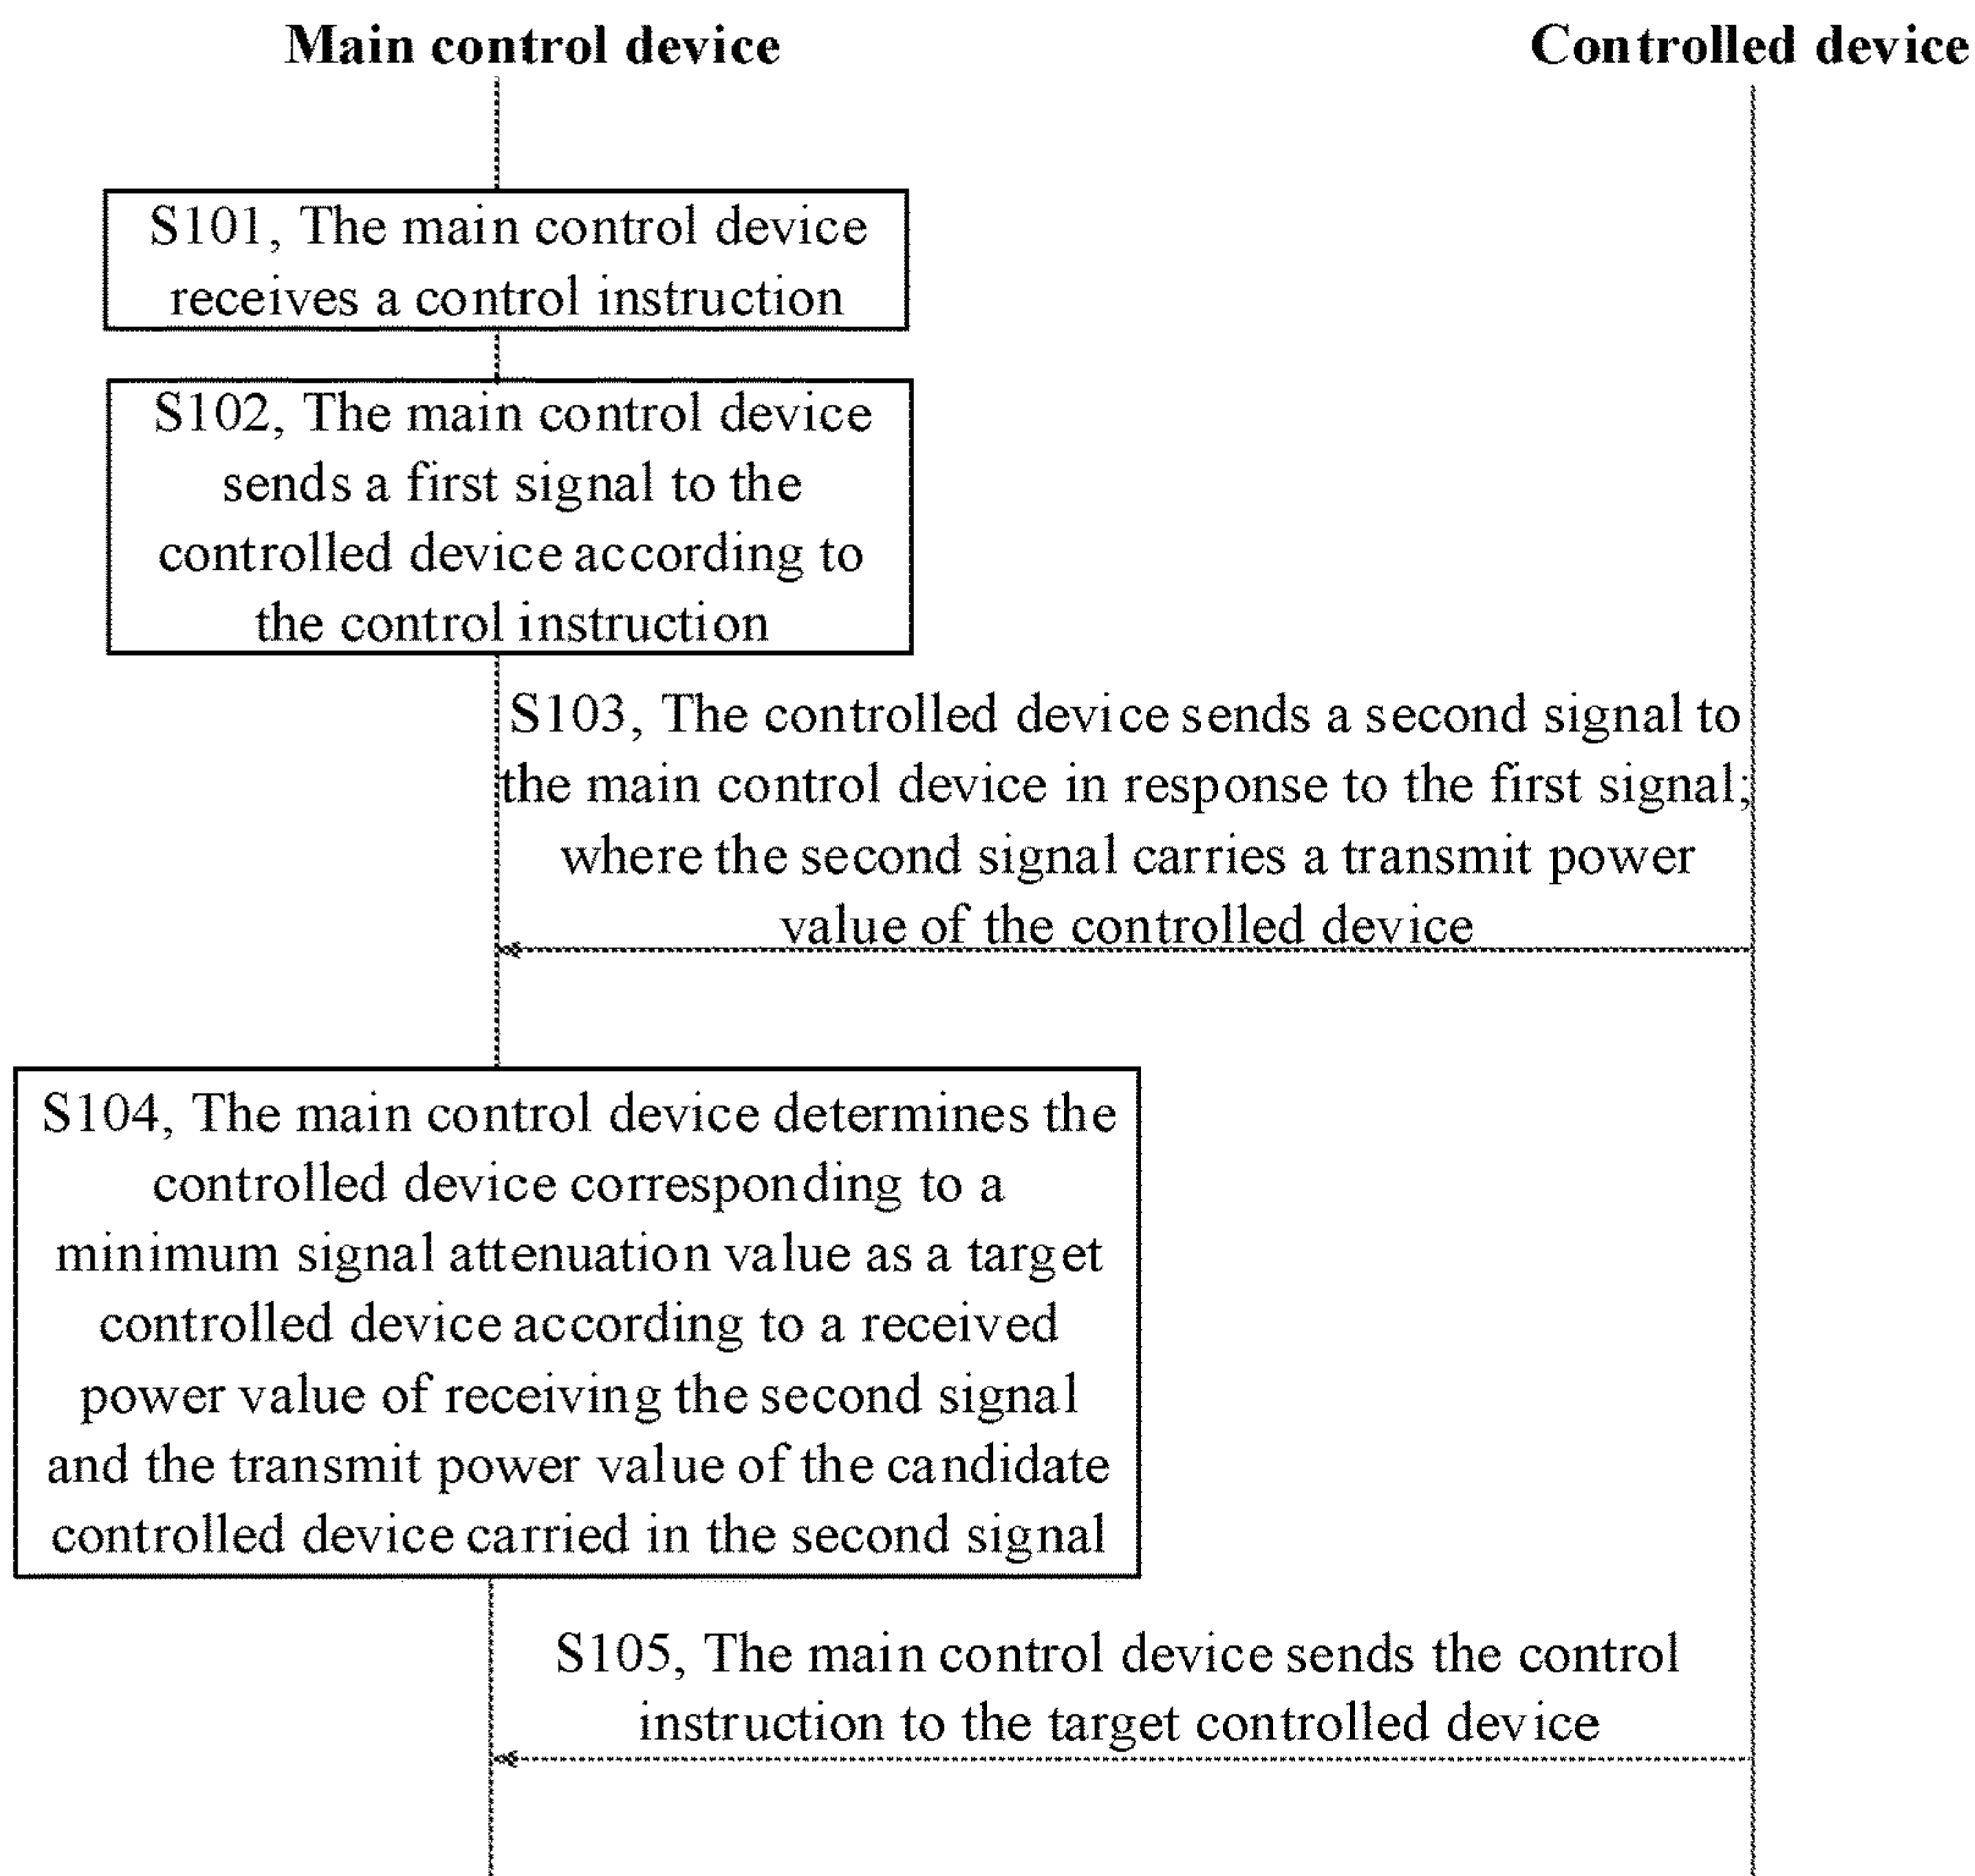 Main control device
Controlled device
S101, The main control device
receives a control instruction
S102, The main control device
sends a first signal to the
controlled device according to
the control instruction
S103, The controlled device sends a second signal to
the main control device in response to the first signal;
where the second signal carries a transmit power
value of the controlled device
S104, The main control device determines the
controlled device corresponding to a
minimum signal attenuation value as a target
controlled device according to a received
power value of receiving the second signal
and the transmit power value of the candidate
controlled device carried in the second signal
S105, The main control device sends the control
instruction to the target controlled device